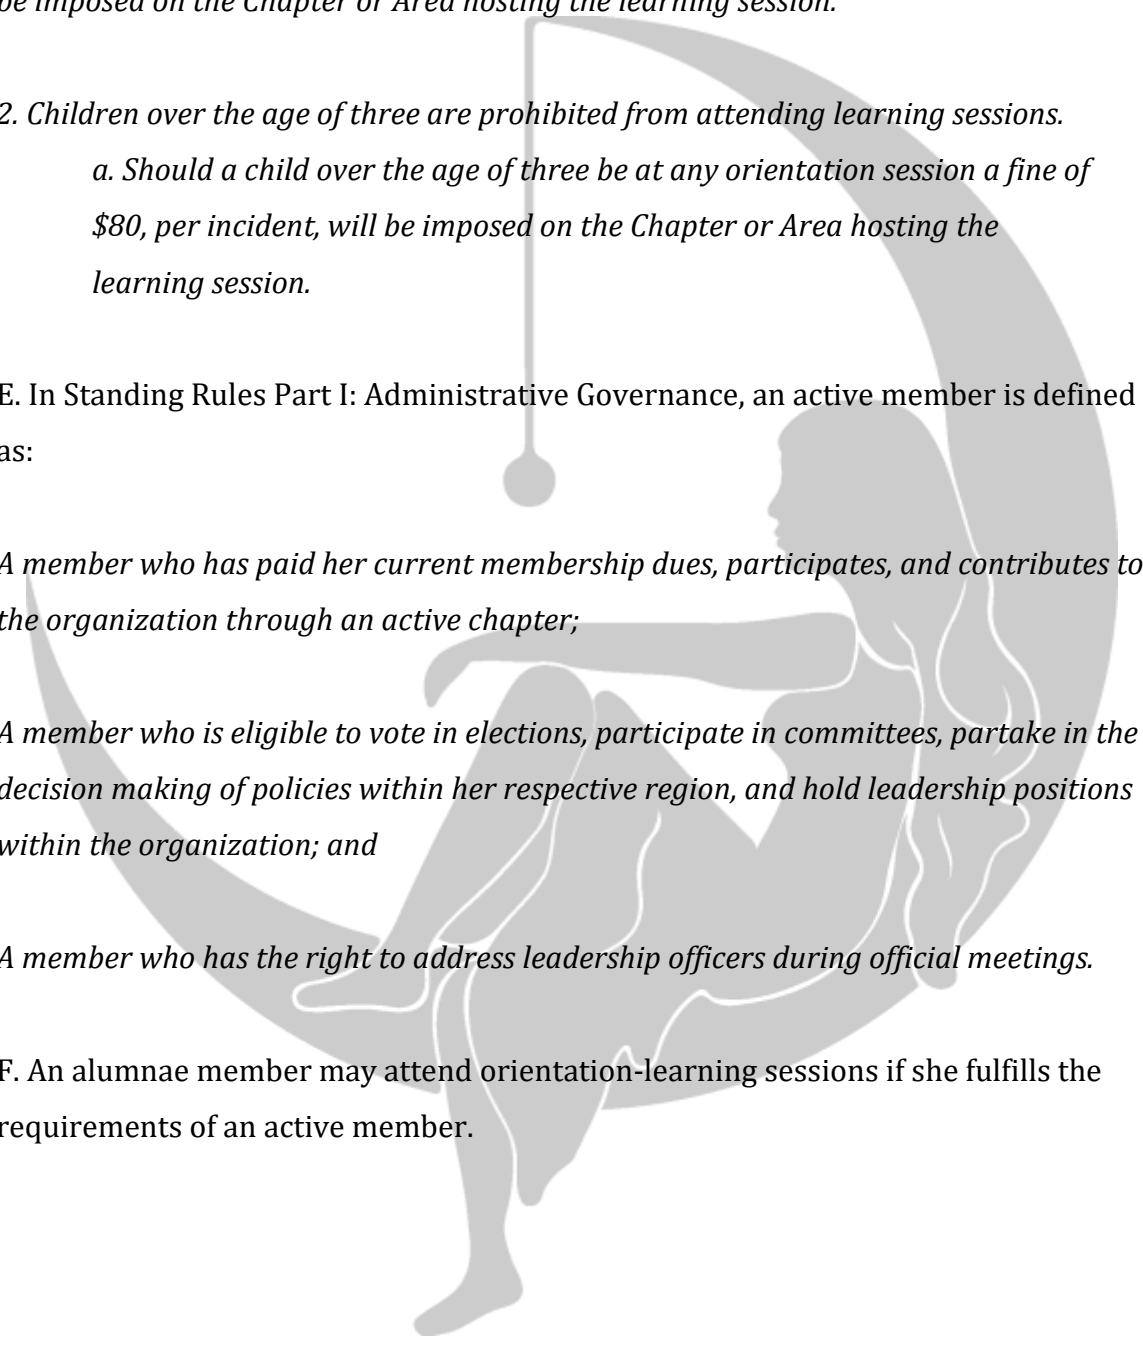 be imposed on the Chapter or Area hosting the learning session.
2. Children over the age of three are prohibited from attending learning sessions.
a. Should a child over the age of three be at any orientation session a fine of
$80, per incident, will be imposed on the Chapter or Area hosting the
learning session.
E. In Standing Rules Part I: Administrative Governance, an active member is defined
as:
A member who has paid her current membership dues, participates, and contributes to
the organization through an active chapter;
A member who is eligible to vote in elections, participate in committees, partake in the
decision making of policies within her respective region, and hold leadership positions
within the organization; and
A member who has the right to address leadership officers during official meetings.
F. An alumnae member may attend orientation-learning sessions if she fulfills the
requirements of an active member.